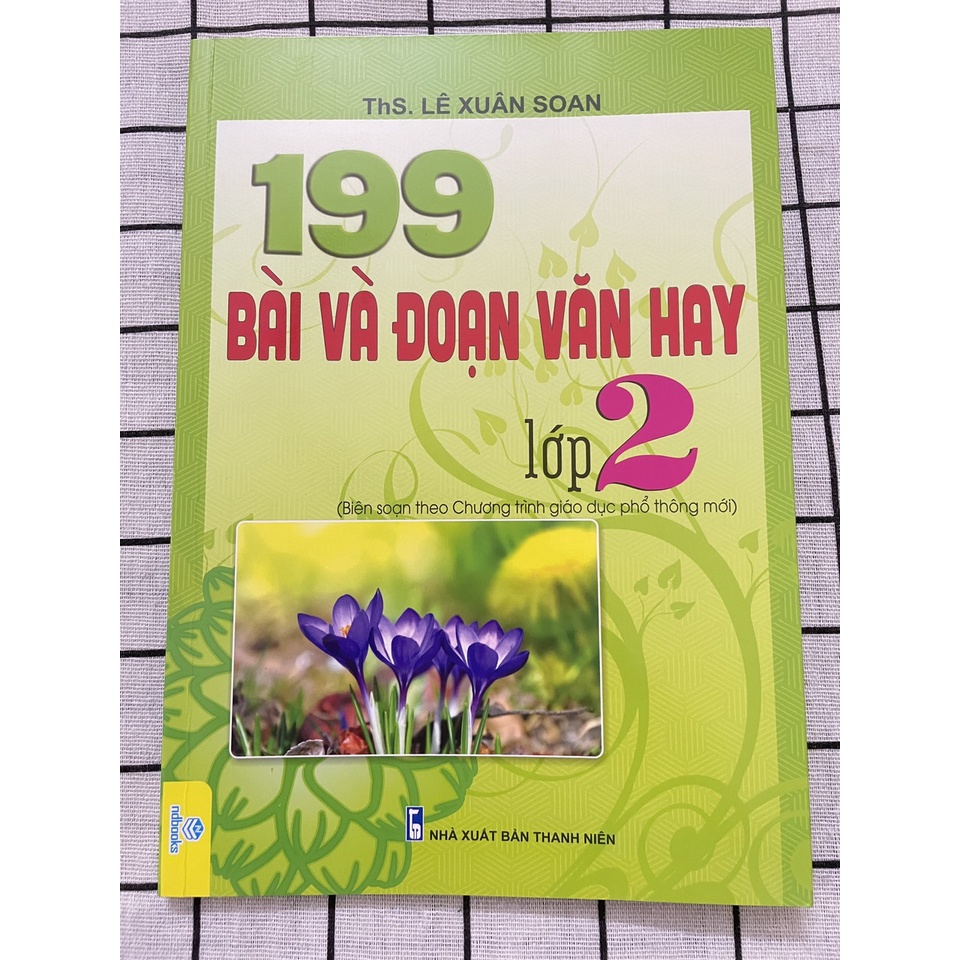 ThS. LÊ XUÂN SOAN
199
BÀI VÀ ĐOẠN VĂN HAY
lớp 2
(Biên soạn theo Chương trình giáo dục phổ thông mới)
ndbooks
NHÀ XUẤT BẢN THANH NIÊN